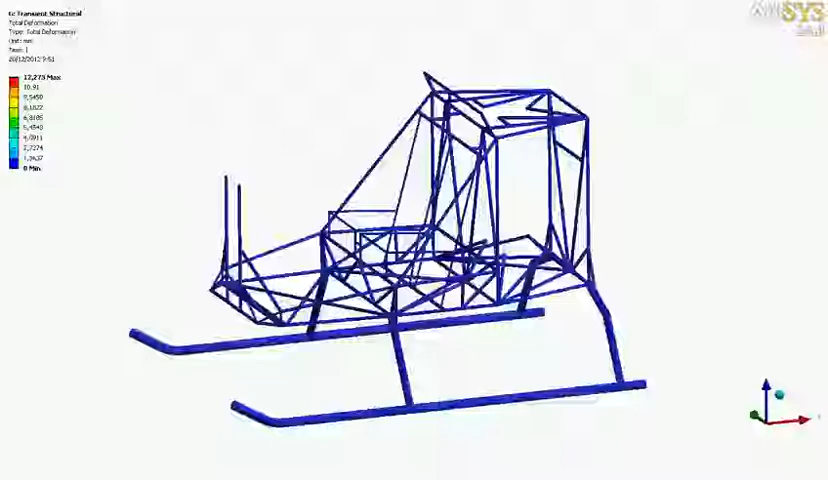 G: Transient Structural
Total Deformation
Type: Total Deformation
Unit: mm
Time: 1
20/12/2012 9:51
12,273 Max
10,91
9,5458
8,1822
6,8185
5,4548
4,0911
2,7274
1,3637
0 Min
ANSYS